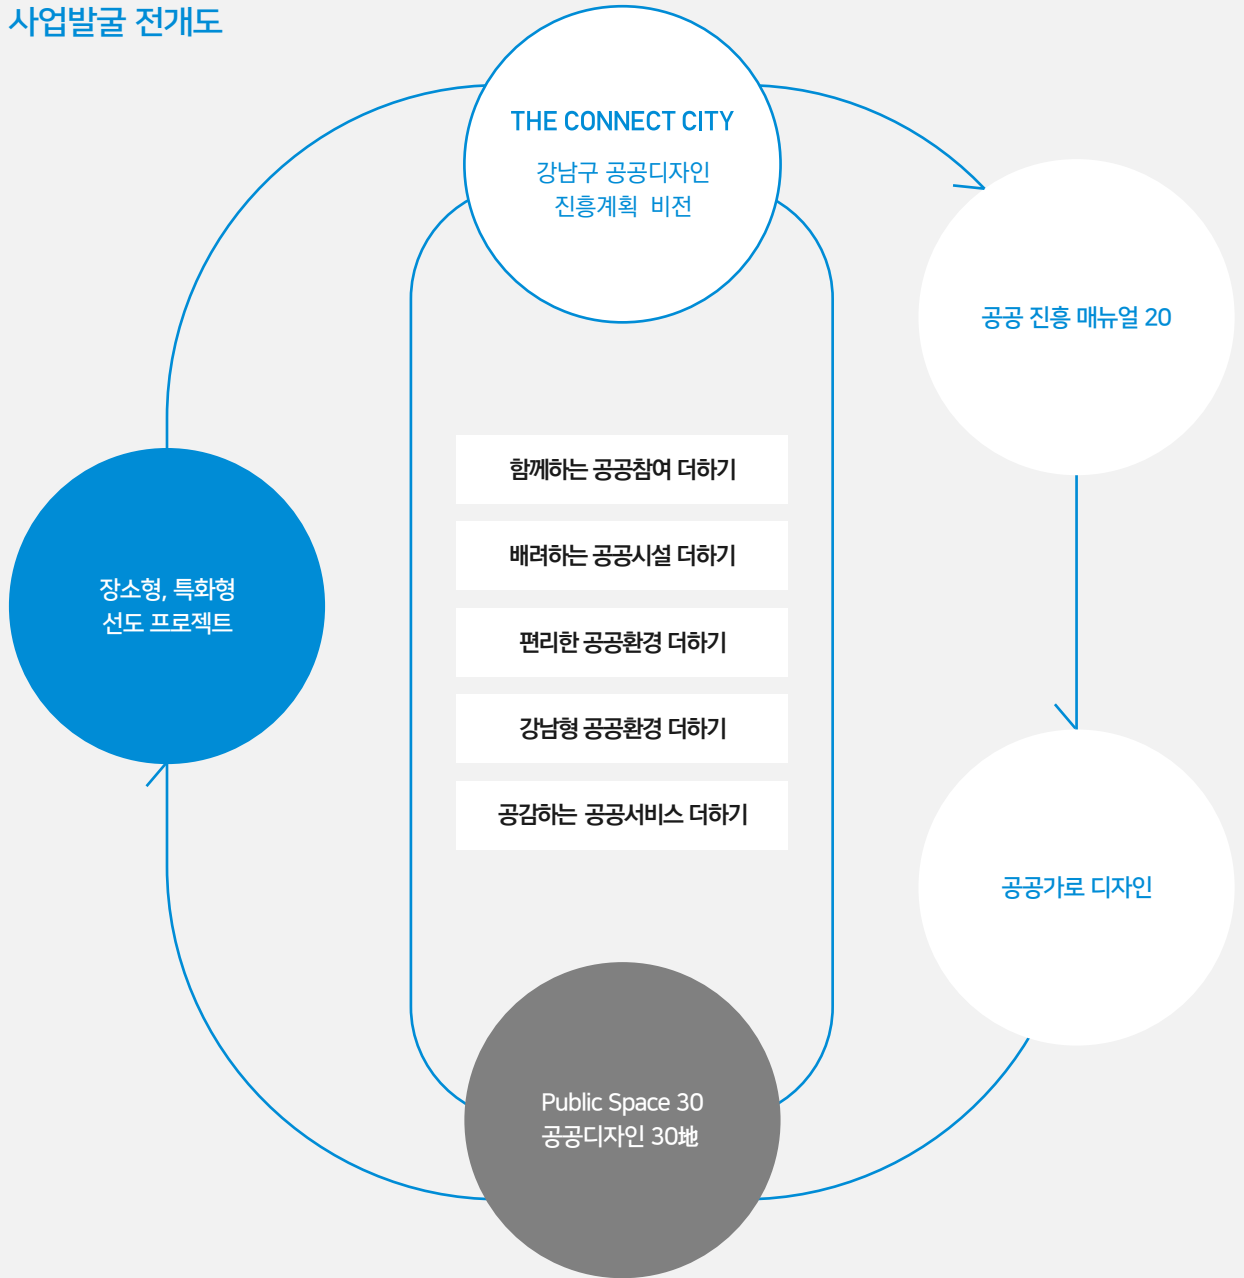 사업발굴 전개도
THE CONNECT CITY
강남구 공공디자인
진흥계획 비전
공공 진흥 매뉴얼 20
함께하는 공공참여 더하기
배려하는 공공시설 더하기
편리한 공공환경 더하기
강남형 공공환경 더하기
공감하는 공공서비스 더하기
장소형, 특화형
선도 프로젝트
공공가로 디자인
Public Space 30
공공디자인 30地